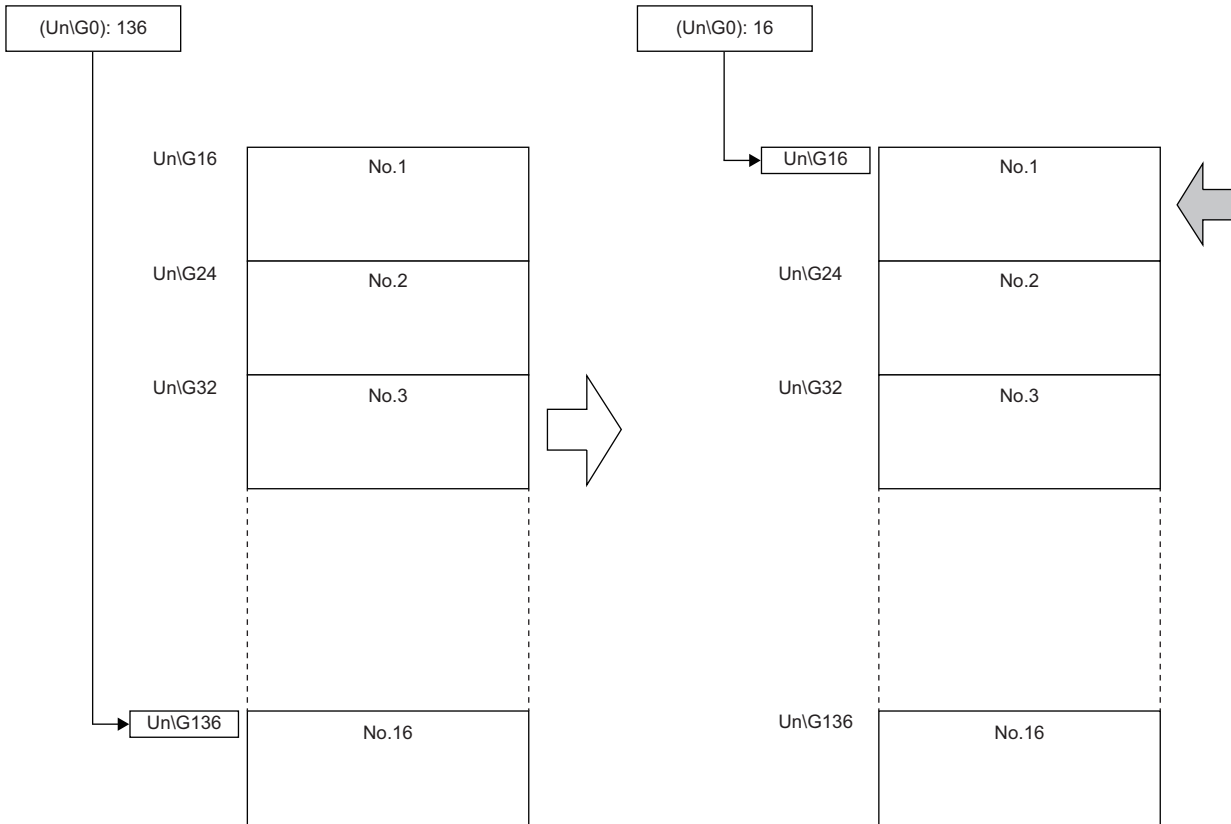 (Un\G0): 136
Un\G16
No.1
Un\G24
No.2
Un\G32
No.3
Un\G136
No.16
(Un\G0): 16
Un\G16
No.1
Un\G24
No.2
Un\G32
No.3
Un\G136
No.16